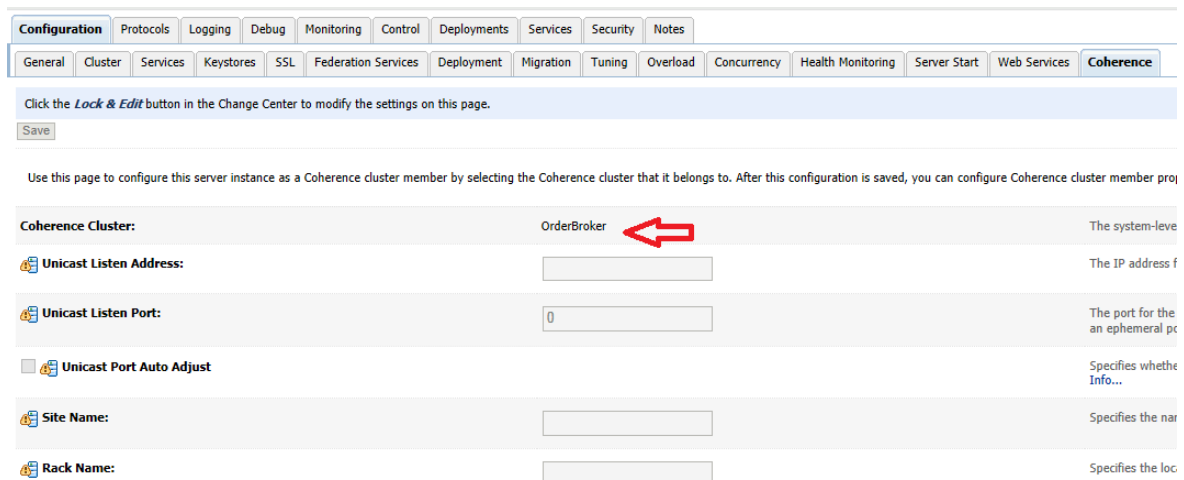 Configuration Protocols Logging Debug Monitoring Control Deployments Services Security Notes
General Cluster Services Keystores SSL Federation Services Deployment Migration Tuning Overload Concurrency Health Monitoring Server Start Web Services Coherence
Click the Lock & Edit button in the Change Center to modify the settings on this page.
Save
Use this page to configure this server instance as a Coherence cluster member by selecting the Coherence cluster that it belongs to. After this configuration is saved, you can configure Coherence cluster member
Coherence Cluster: OrderBroker The system-leve
Unicast Listen Address: The IP address f
Unicast Listen Port: 0 The port for the
an ephemeral po
Unicast Port Auto Adjust Specifies whethe
Info...
Site Name: Specifies the nar
Rack Name: Specifies the loca